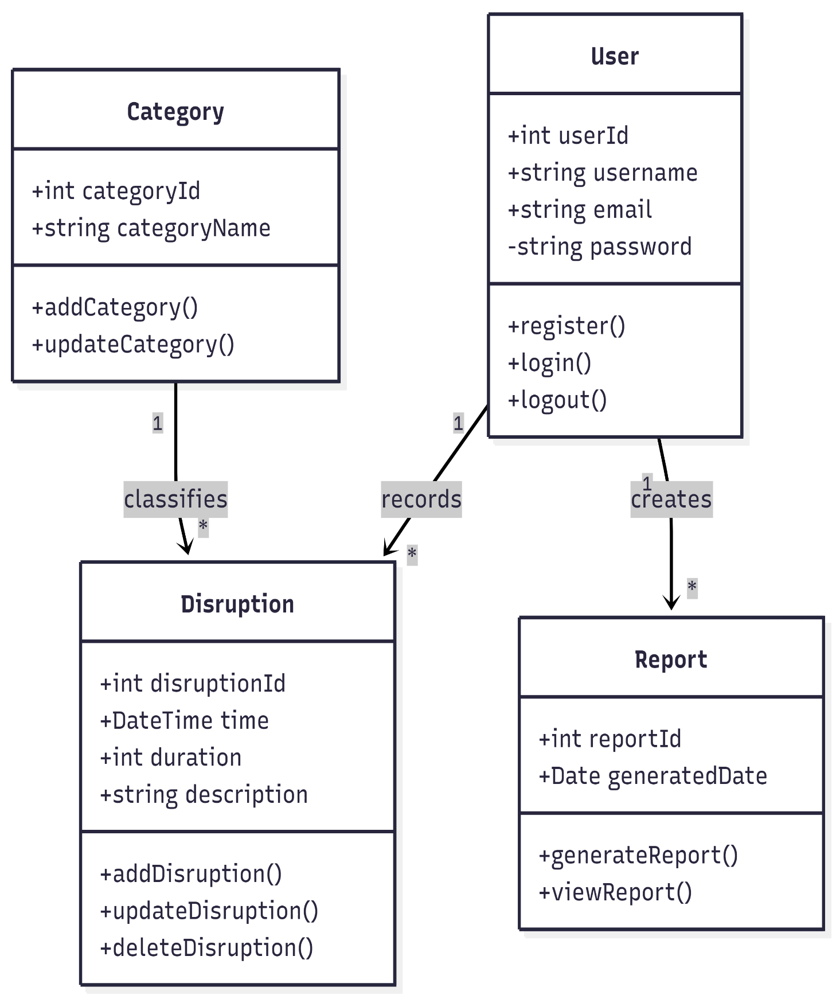 Category
+int categoryId
+string categoryName
+addCategory()
+updateCategory()
User
+int userId
+string username
+string email
-string password
+register()
+login()
+logout()
1
classifies
*
1
records
*
1
creates
*
Disruption
+int disruptionId
+DateTime time
+int duration
+string description
+addDisruption()
+updateDisruption()
+deleteDisruption()
Report
+int reportId
+Date generatedDate
+generateReport()
+viewReport()